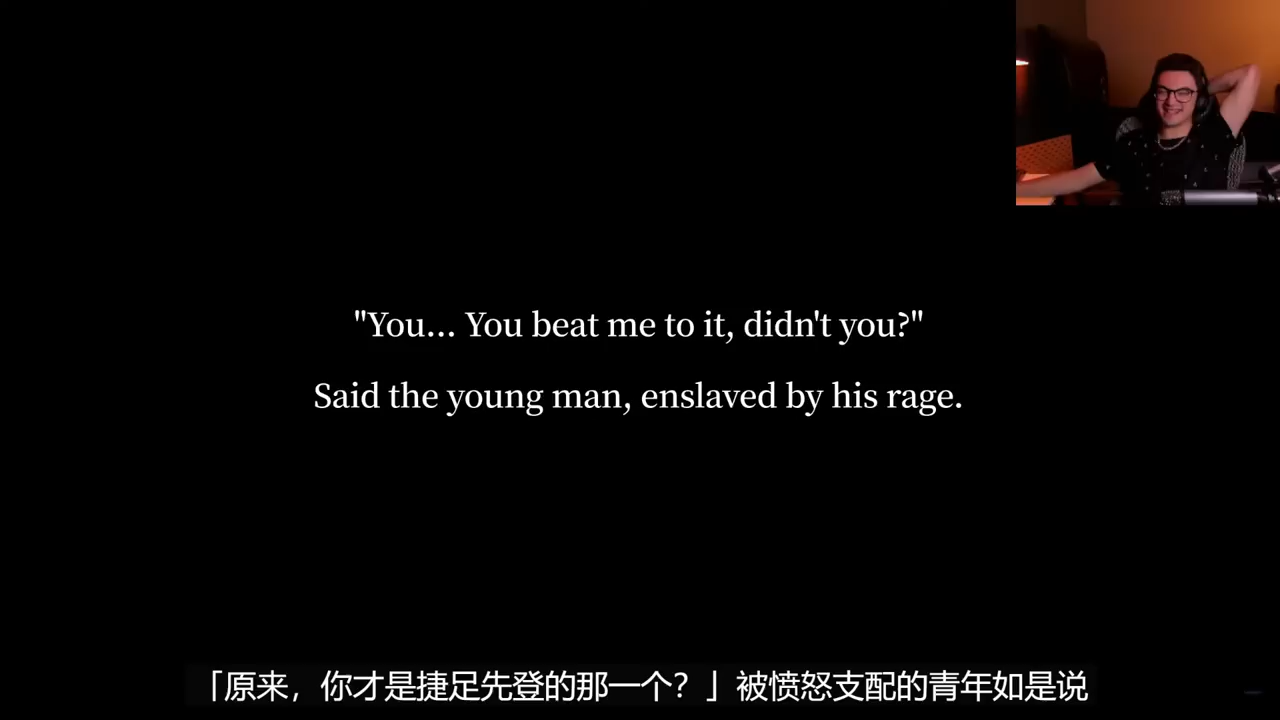 "You... You beat me to it, didn't you?"
Said the young man, enslaved by his rage.
「原来，你才是捷足先登的那一个？」被愤怒支配的青年如是说